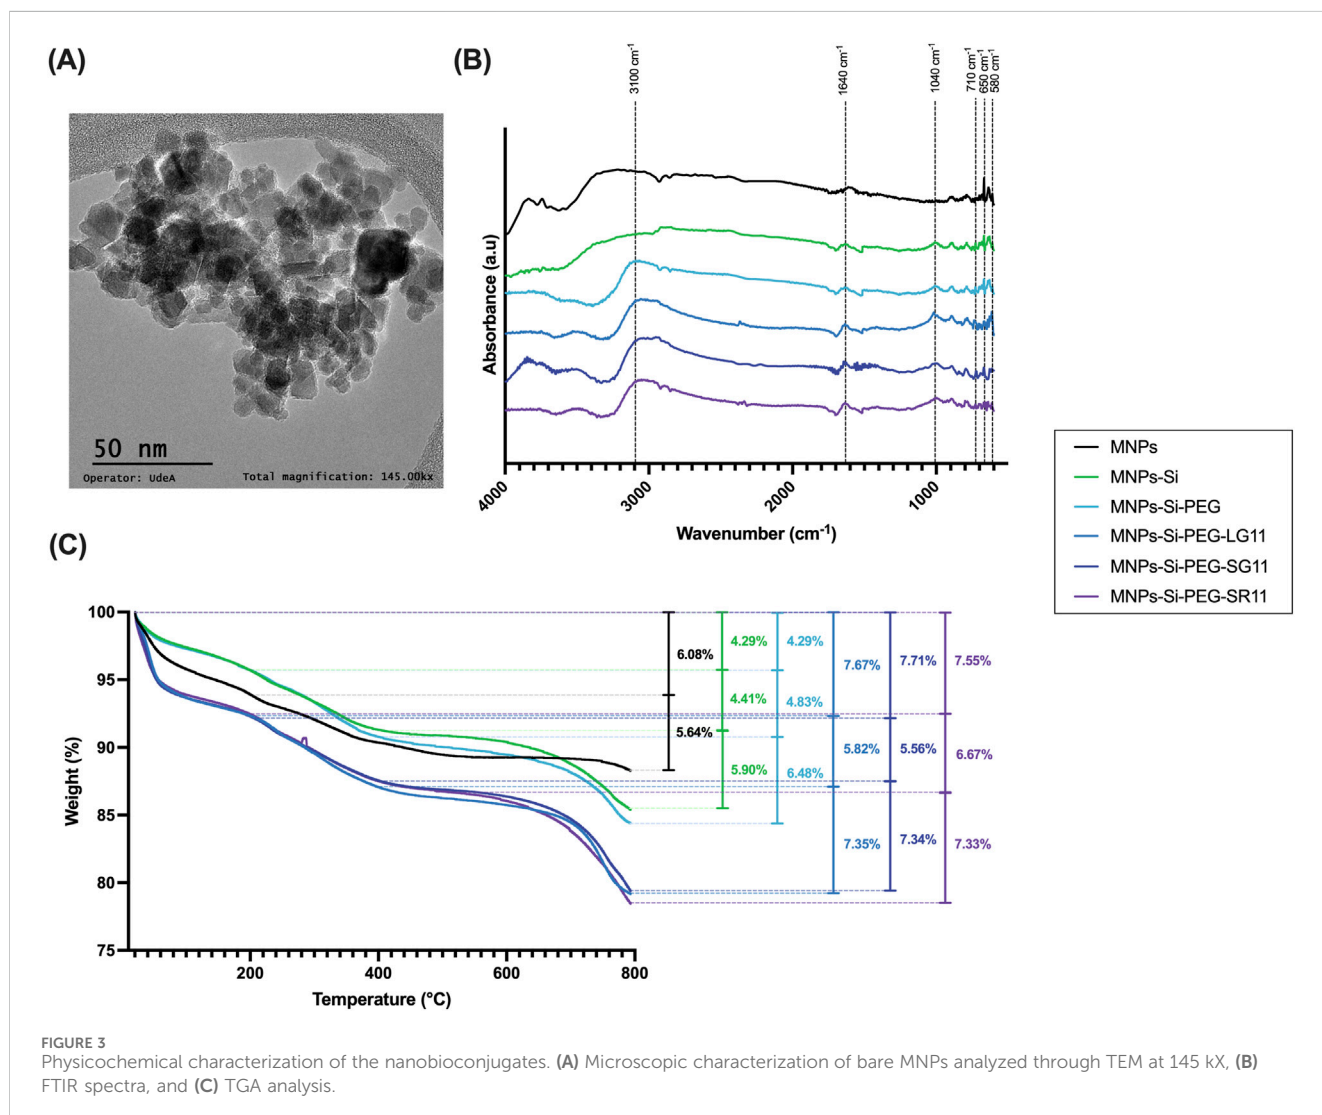 (A)
50 nm
Operator: UdeA
Total magnification: 145.00kx
(B)
3100 cm⁻¹
1640 cm⁻¹
1040 cm⁻¹
710 cm⁻¹
650 cm⁻¹
580 cm⁻¹
Absorbance (a.u)
4000
3000
2000
1000
Wavenumber (cm⁻¹)
MNPs
MNPs-Si
MNPs-Si-PEG
MNPs-Si-PEG-LG11
MNPs-Si-PEG-SG11
MNPs-Si-PEG-SR11
(C)
100
95
90
85
80
75
Weight (%)
200
400
600
800
Temperature (°C)
6.08%
5.64%
4.29%
4.41%
5.90%
4.29%
4.83%
6.48%
7.67%
5.82%
7.35%
7.71%
5.56%
7.34%
7.55%
6.67%
7.33%
FIGURE 3
Physicochemical characterization of the nanobioconjugates. (A) Microscopic characterization of bare MNPs analyzed through TEM at 145 kX, (B)
FTIR spectra, and (C) TGA analysis.